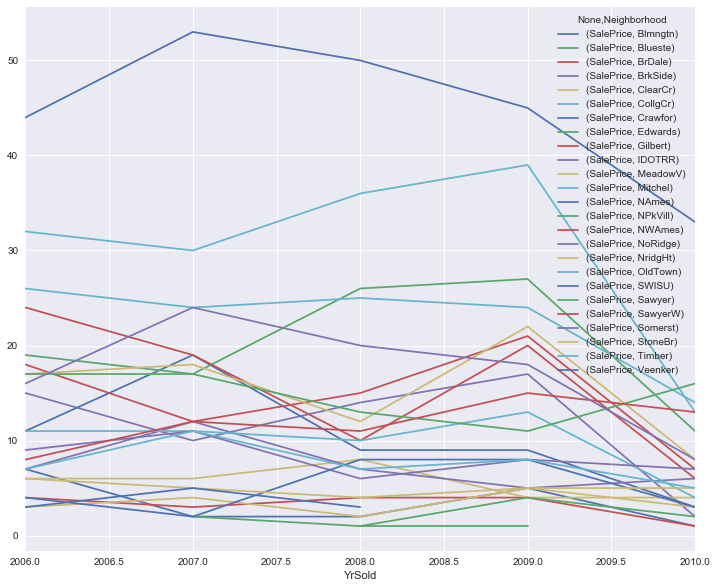 None,Neighborhood
(SalePrice, Blmngtn)
(SalePrice, Blueste)
(SalePrice, BrDale)
(SalePrice, BrkSide)
(SalePrice, ClearCr)
(SalePrice, CollgCr)
(SalePrice, Crawfor)
(SalePrice, Edwards)
(SalePrice, Gilbert)
(SalePrice, IDOTRR)
(SalePrice, MeadowV)
(SalePrice, Mitchel)
(SalePrice, NAmes)
(SalePrice, NPkVill)
(SalePrice, NWAmes)
(SalePrice, NoRidge)
(SalePrice, NridgHt)
(SalePrice, OldTown)
(SalePrice, SWISU)
(SalePrice, Sawyer)
(SalePrice, SawyerW)
(SalePrice, Somerst)
(SalePrice, StoneBr)
(SalePrice, Timber)
(SalePrice, Veenker)
50
40
30
20
10
0
2006.0 2006.5 2007.0 2007.5 2008.0 2008.5 2009.0 2009.5 2010.0
YrSold